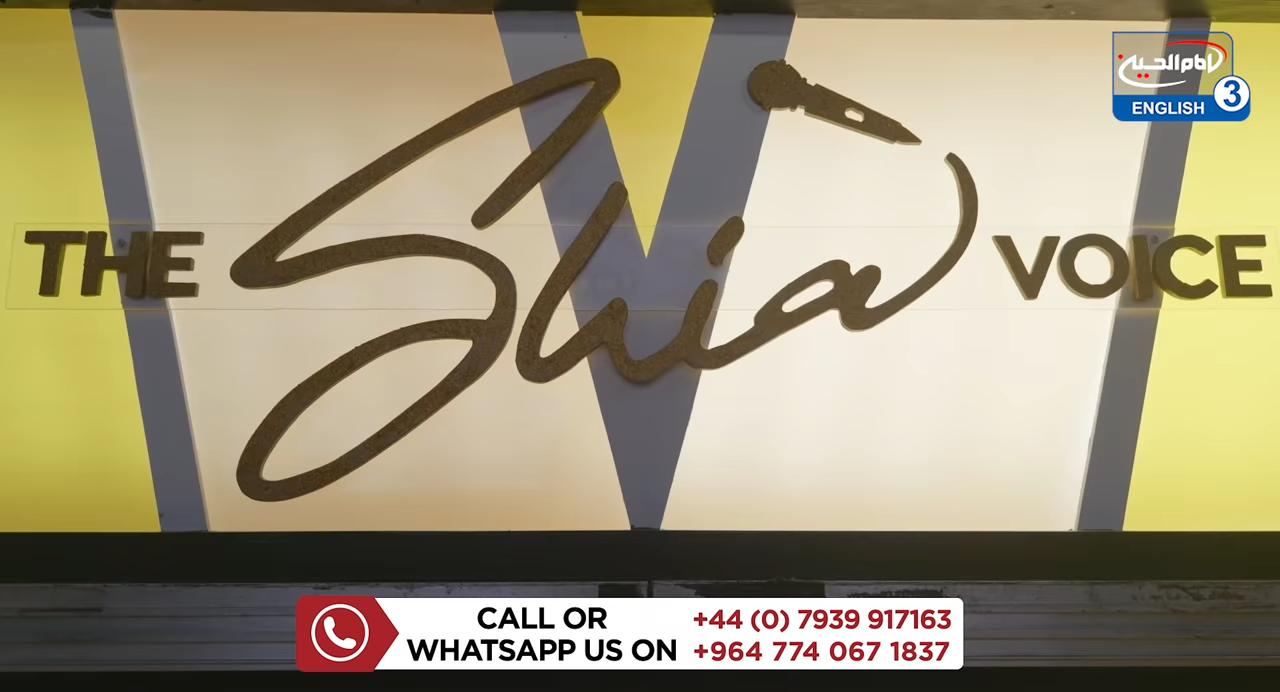 THE Shia VOICE
الإمام الحسين
ENGLISH 3
CALL OR
WHATSAPP US ON
+44 (0) 7939 917163
+964 774 067 1837